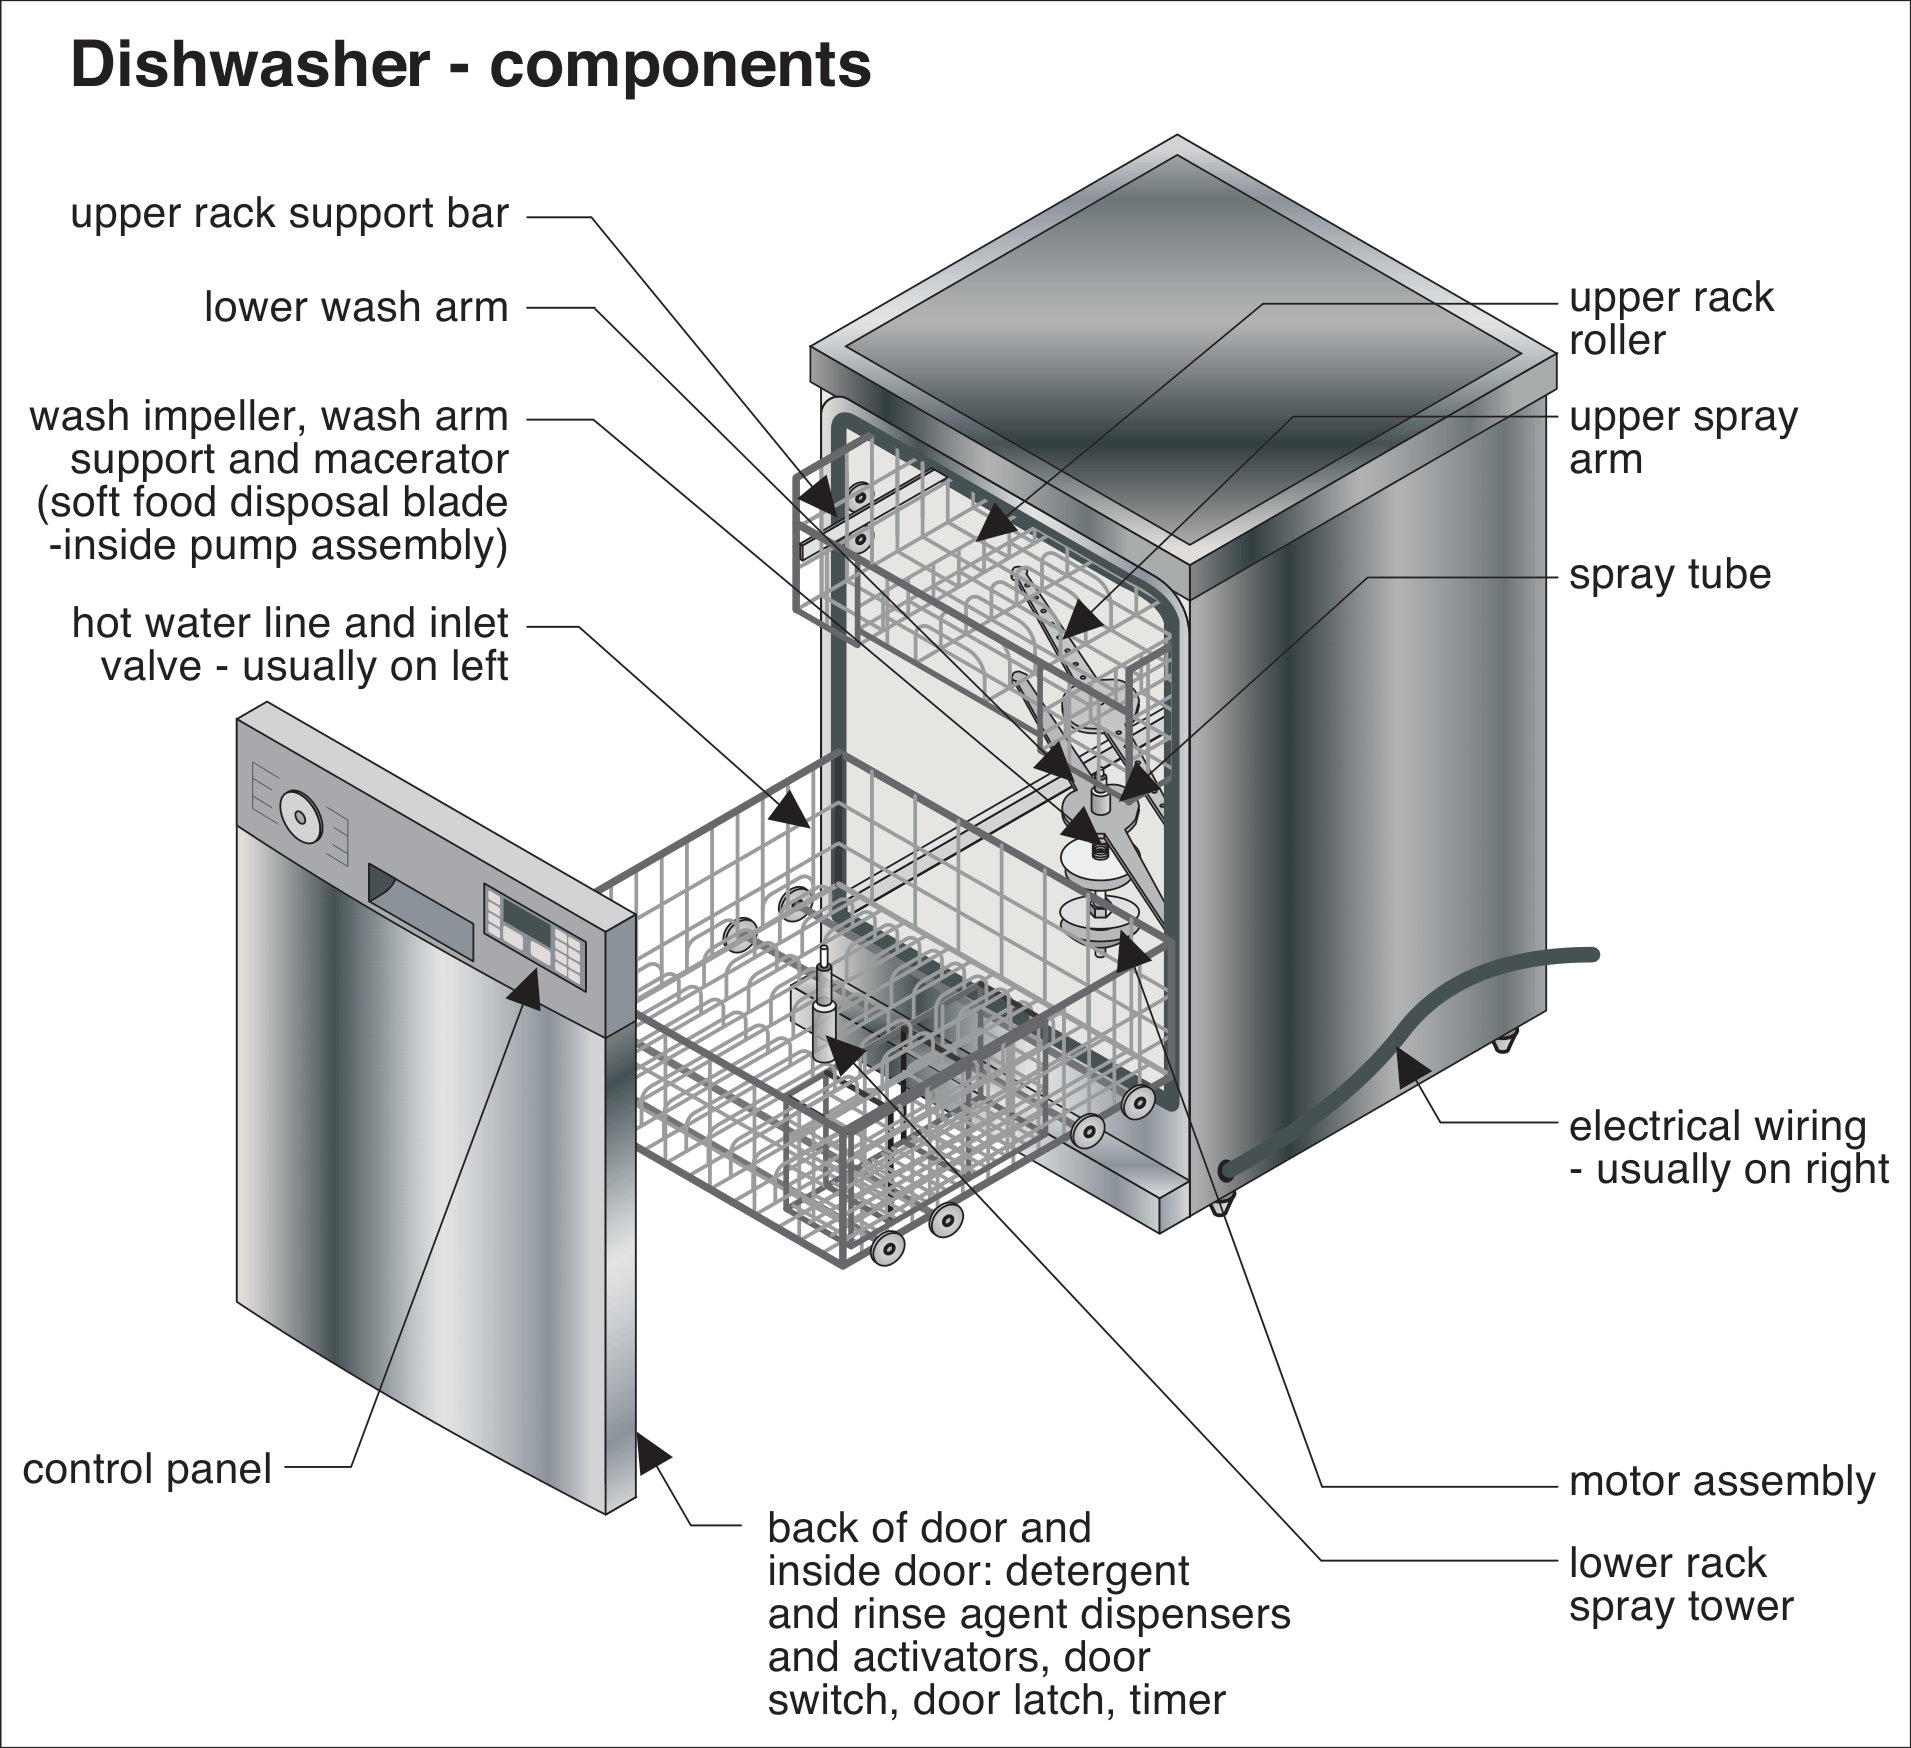 Dishwasher - components
upper rack support bar
lower wash arm
wash impeller, wash arm
support and macerator
(soft food disposal blade
-inside pump assembly)
hot water line and inlet
valve - usually on left
control panel
back of door and
inside door: detergent
and rinse agent dispensers
and activators, door
switch, door latch, timer
upper rack
roller
upper spray
arm
spray tube
electrical wiring
- usually on right
motor assembly
lower rack
spray tower